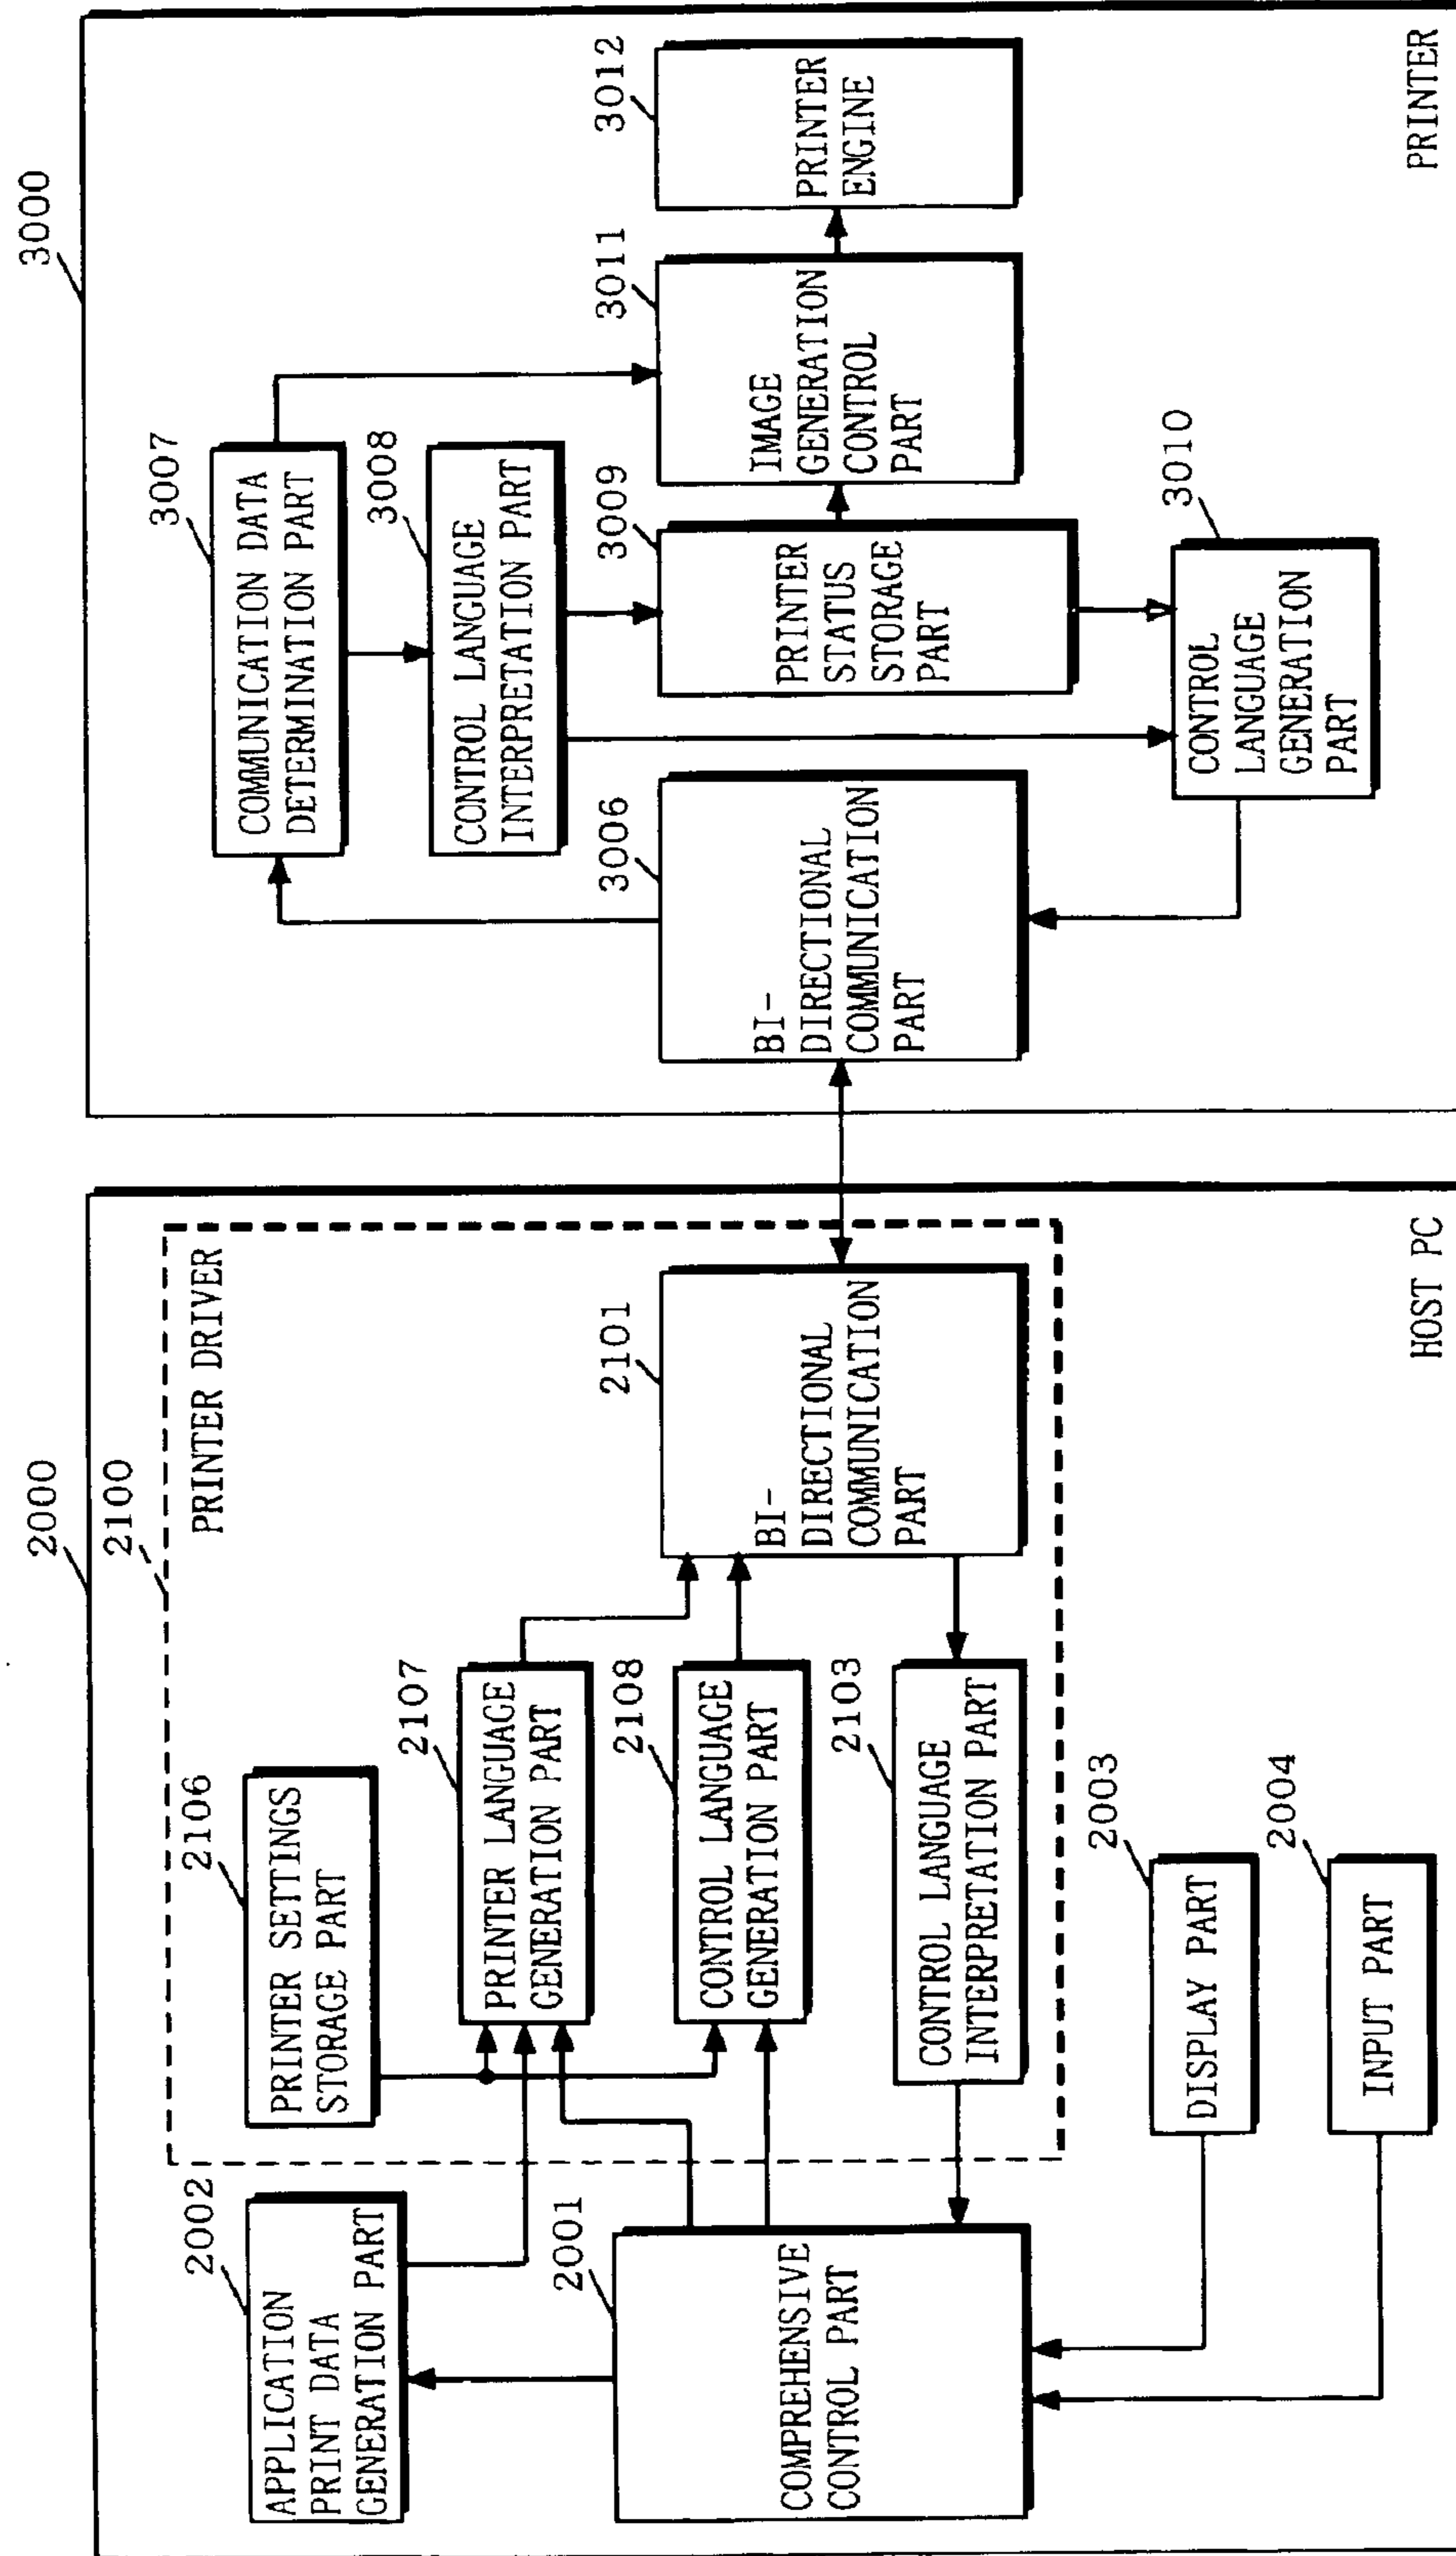 2000
2100
PRINTER DRIVER
2002
APPLICATION
PRINT DATA
GENERATION PART
2106
PRINTER SETTINGS
STORAGE PART
2107
PRINTER LANGUAGE
GENERATION PART
2001
COMPREHENSIVE
CONTROL PART
2108
CONTROL LANGUAGE
GENERATION PART
2101
BI-
DIRECTIONAL
COMMUNICATION
PART
2103
CONTROL LANGUAGE
INTERPRETATION PART
2003
DISPLAY PART
2004
INPUT PART
HOST PC
3000
3007
COMMUNICATION DATA
DETERMINATION PART
3008
CONTROL LANGUAGE
INTERPRETATION PART
3006
BI-
DIRECTIONAL
COMMUNICATION
PART
3009
PRINTER
STATUS
STORAGE
PART
3011
IMAGE
GENERATION
CONTROL
PART
3012
PRINTER
ENGINE
3010
CONTROL
LANGUAGE
GENERATION
PART
PRINTER